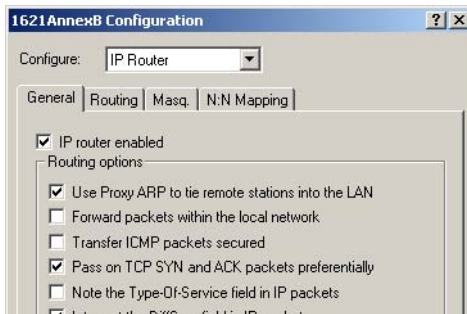 1621AnnexB Configuration
Configure: IP Router
General Routing Masq. N:N Mapping
IP router enabled
Routing options
Use Proxy ARP to tie remote stations into the LAN
Forward packets within the local network
Transfer ICMP packets secured
Pass on TCP SYN and ACK packets preferentially
Note the Type-Of-Service field in IP packets